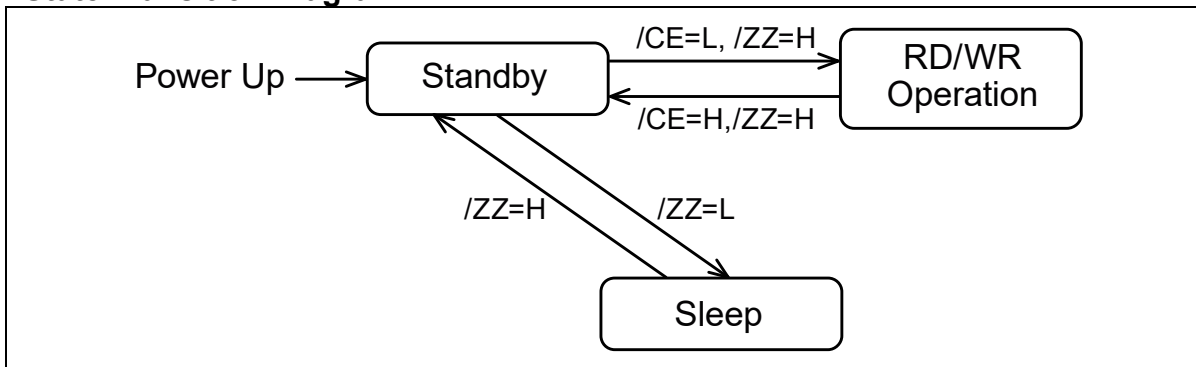 Power Up
Standby
/CE=L, /ZZ=H
RD/WR
Operation
/CE=H,/ZZ=H
/ZZ=H
/ZZ=L
Sleep